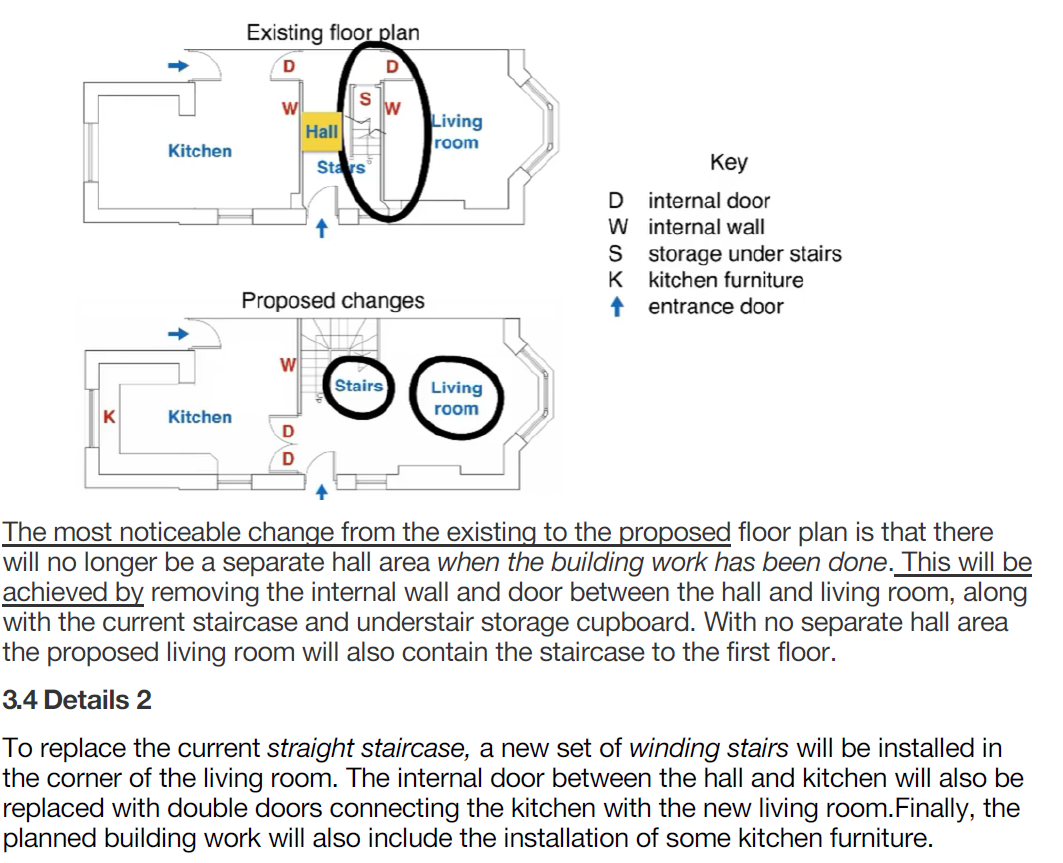 Existing floor plan
D D
W S W
Hall Living
Kitchen room
Stairs
Key
D internal door
W internal wall
S storage under stairs
K kitchen furniture
entrance door
Proposed changes
W
Stairs Living
room
K Kitchen
D
D
The most noticeable change from the existing to the proposed floor plan is that there
will no longer be a separate hall area when the building work has been done. This will be
achieved by removing the internal wall and door between the hall and living room, along
with the current staircase and understair storage cupboard. With no separate hall area
the proposed living room will also contain the staircase to the first floor.
3.4 Details 2
To replace the current straight staircase, a new set of winding stairs will be installed in
the corner of the living room. The internal door between the hall and kitchen will also be
replaced with double doors connecting the kitchen with the new living room.Finally, the
planned building work will also include the installation of some kitchen furniture.